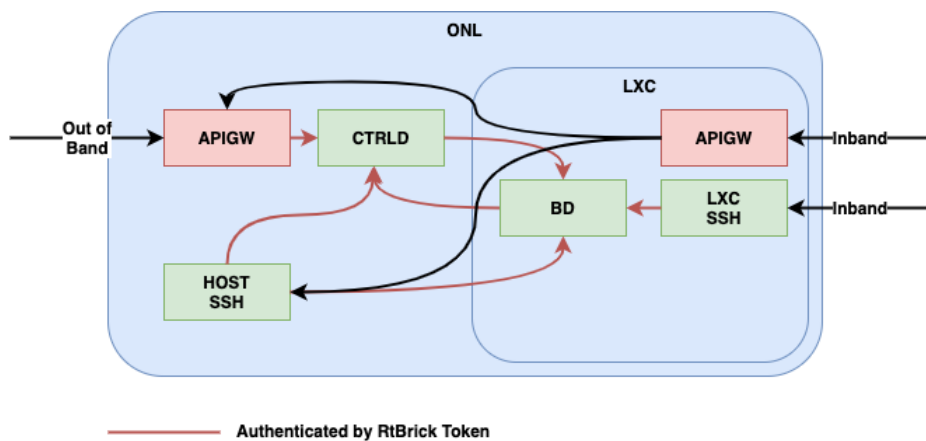 ONL
LXC
Out of
Band
APIGW
CTRLD
APIGW
Inband
BD
LXC
SSH
Inband
HOST
SSH
Authenticated by RtBrick Token